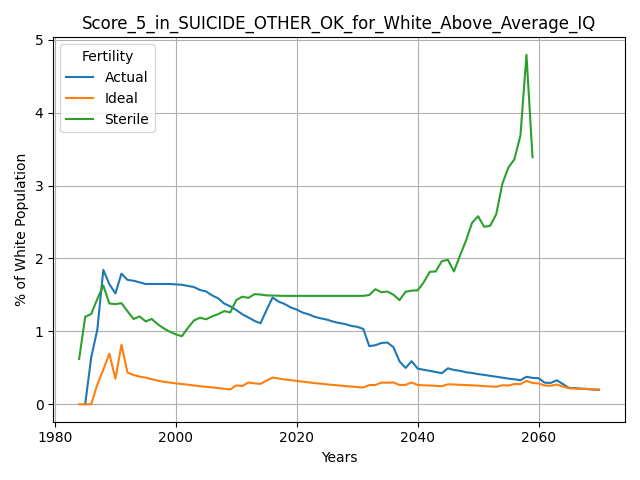 Score_5_in_SUICIDE_OTHER_OK_for_White_Above_Average_IQ
% of White Population
5
4
3
2
1
0
Fertility
Actual
Ideal
Sterile
1980
2000
2020
2040
2060
Years